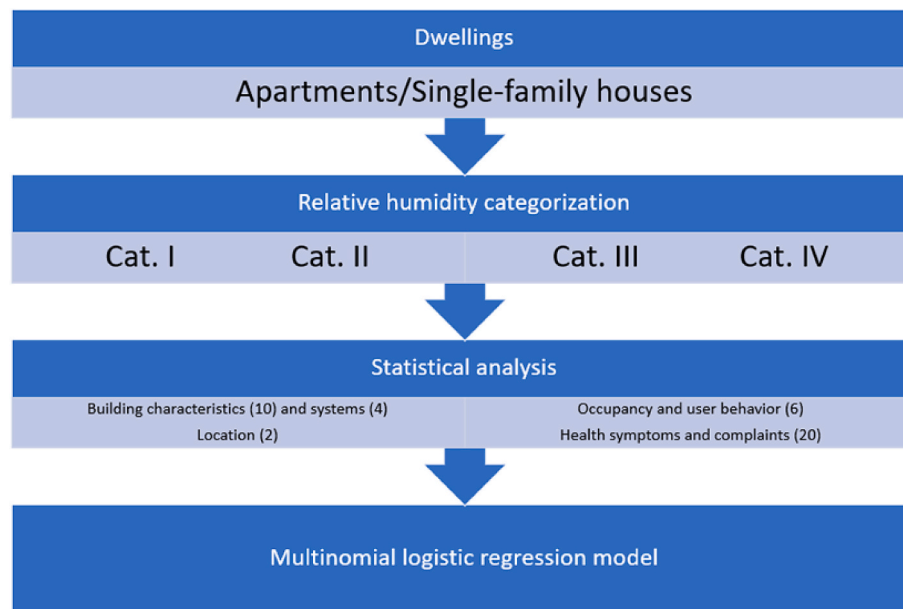 Dwellings
Apartments/Single-family houses
Relative humidity categorization
Cat. I Cat. II Cat. III Cat. IV
Statistical analysis
Building characteristics (10) and systems (4) Occupancy and user behavior (6)
Location (2) Health symptoms and complaints (20)
Multinomial logistic regression model